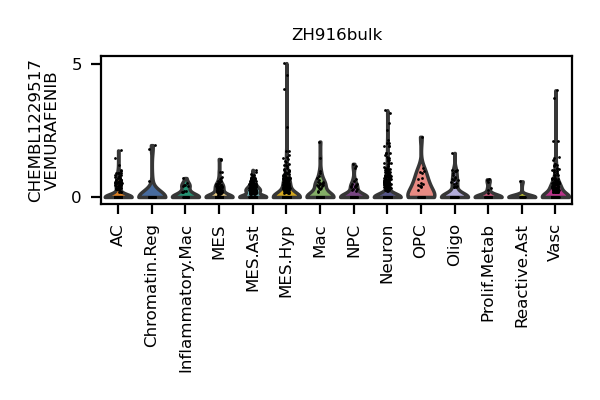 ZH916bulk
CHEMBL1229517
VEMURAFENIB
5
0
AC
Chromatin.Reg
Inflammatory.Mac
MES
MES.Ast
MES.Hyp
Mac
NPC
Neuron
OPC
Oligo
Prolif.Metab
Reactive.Ast
Vasc